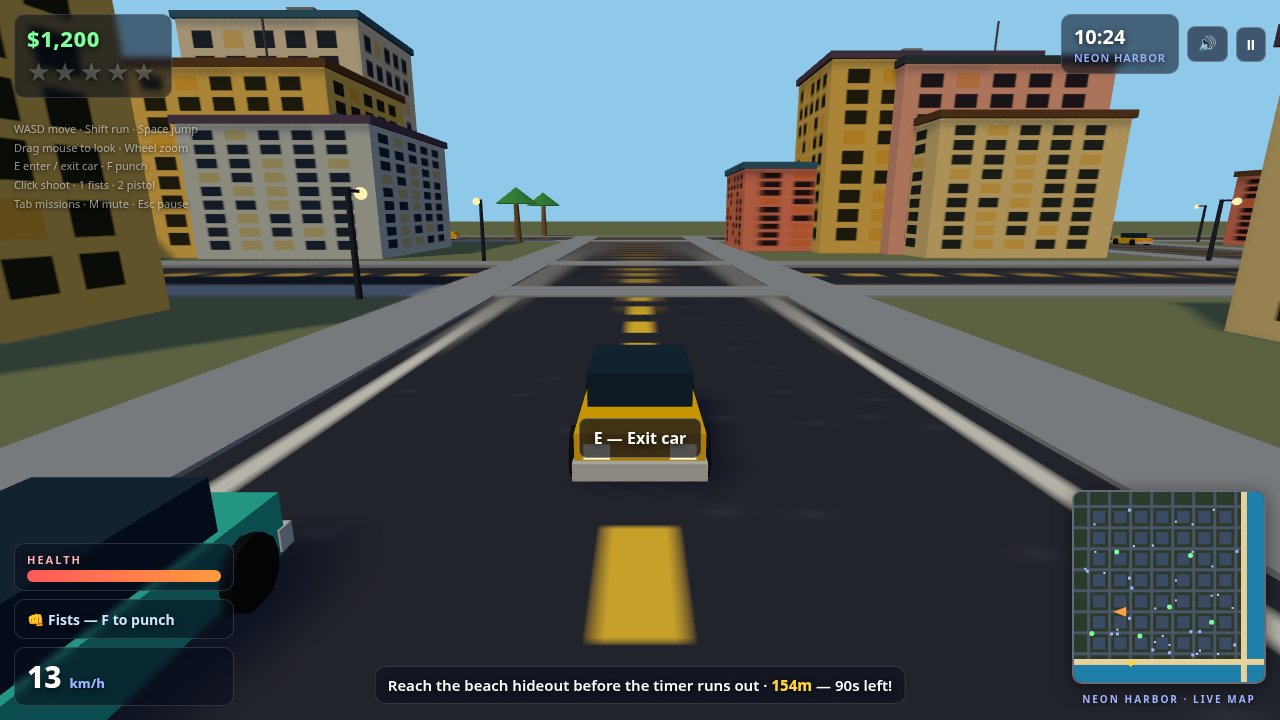 $1,200
★★★★★
WASD move · Shift run · Space jump
Drag mouse to look · Wheel zoom
E enter / exit car · F punch
Click shoot · 1 fists · 2 pistol
Tab missions · M mute · Esc pause
10:24
NEON HARBOR
E — Exit car
HEALTH
👊 Fists — F to punch
13 km/h
Reach the beach hideout before the timer runs out · 154m — 90s left!
NEON HARBOR · LIVE MAP